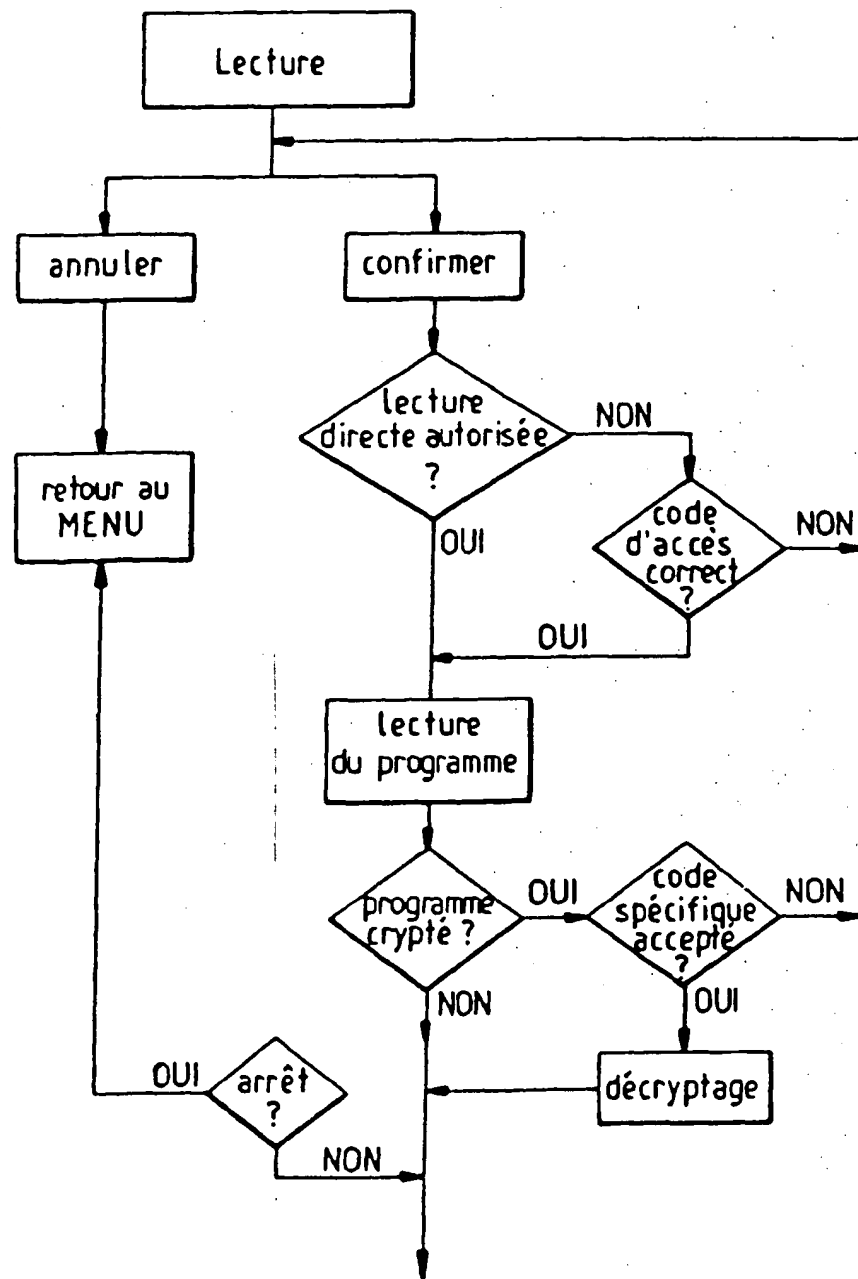 Lecture
annuler
confirmer
lecture
directe autorisée
?
NON
retour au
MENU
OUI
code
d'accès
correct
?
NON
OUI
lecture
du programme
programme
crypté ?
OUI
code
spécifique
accepté
?
NON
NON
OUI
OUI
arrêt
?
décryptage
NON